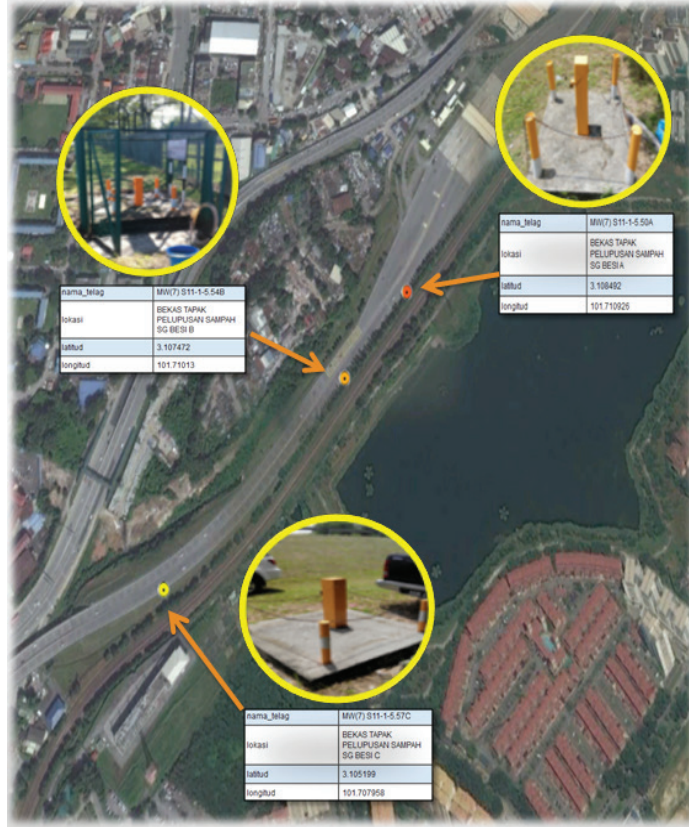 nama_telag MW(7) S11-1-5.50A
lokasi BEKAS TAPAK
PELUPUSAN SAMPAH
SG BESI A
latitud 3.108492
longitud 101.710926
nama_telag MW(7) S11-1-5.54B
lokasi BEKAS TAPAK
PELUPUSAN SAMPAH
SG BESI B
latitud 3.107472
longitud 101.71013
nama_telag MW(7) S11-1-5.57C
lokasi BEKAS TAPAK
PELUPUSAN SAMPAH
SG BESI C
latitud 3.105199
longitud 101.707958